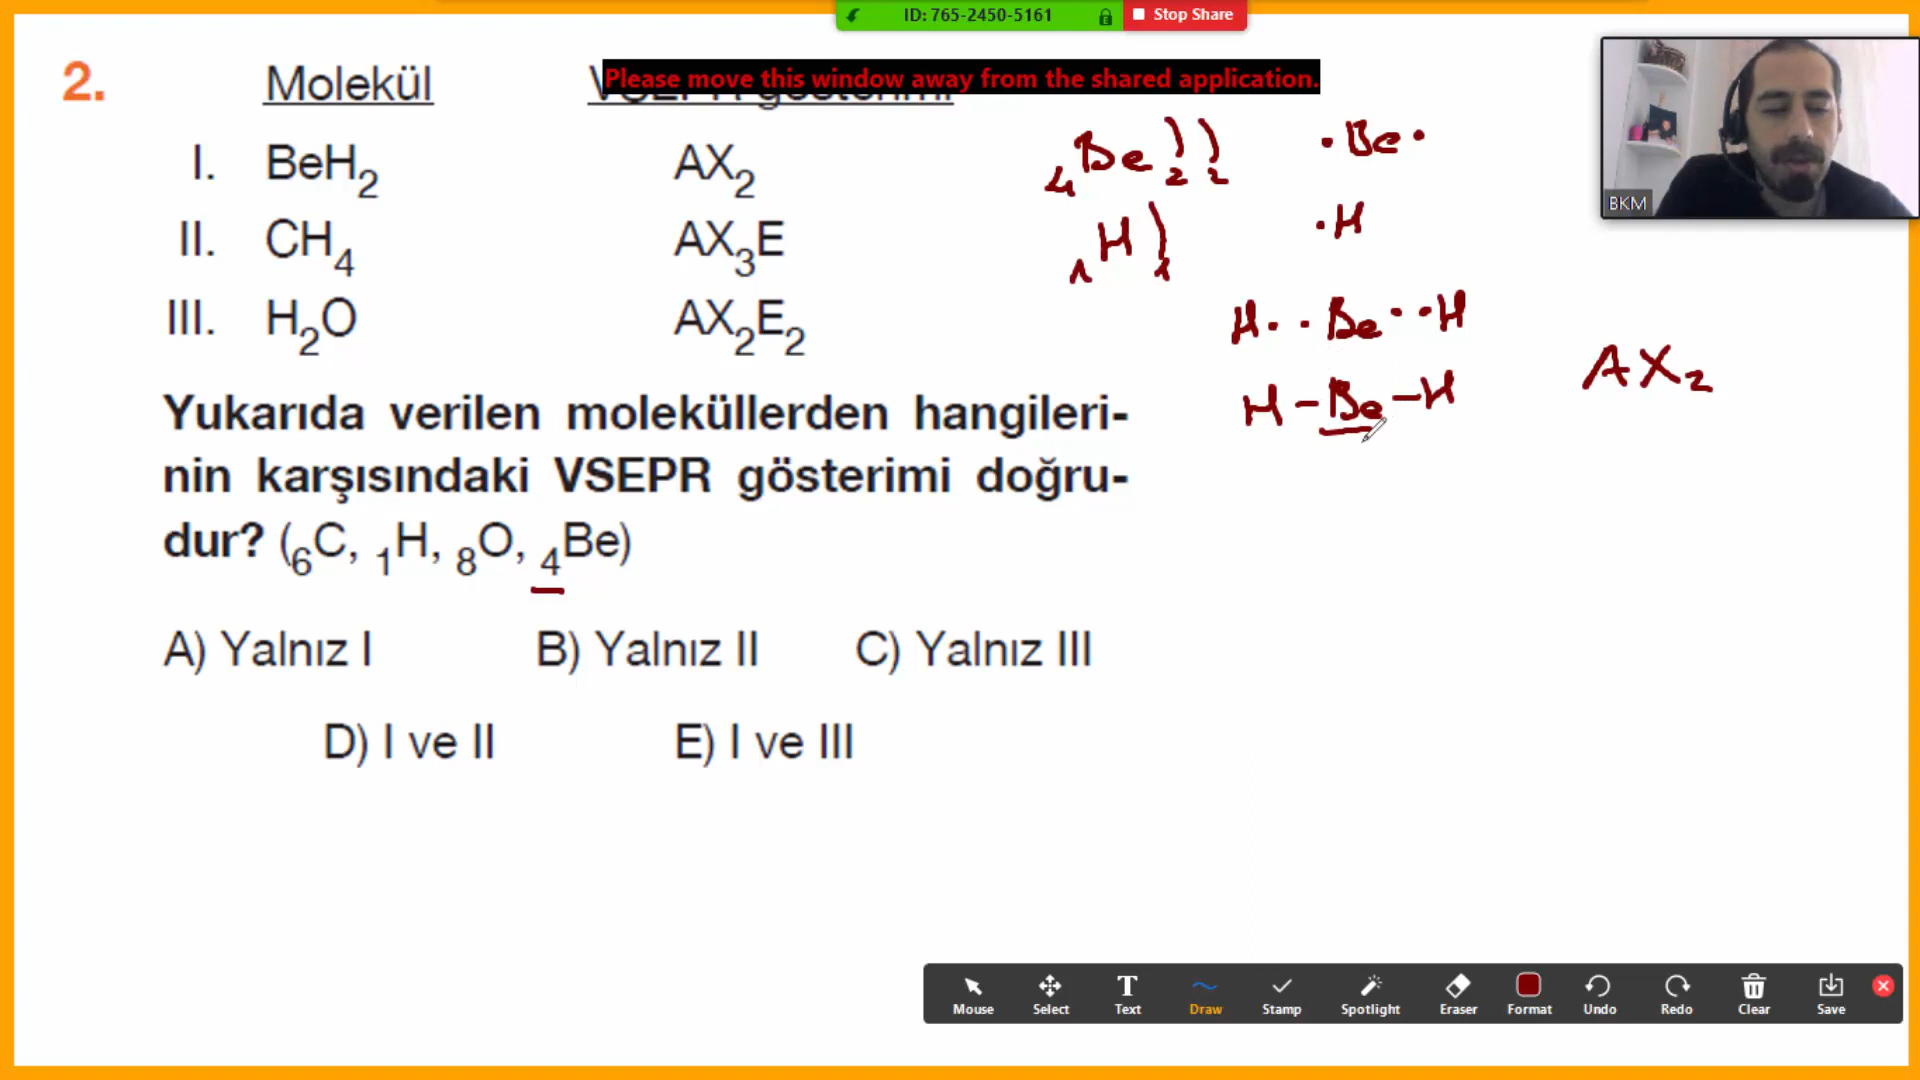 ID: 765-2450-5161
Stop Share
Please move this window away from the shared application.
2. Molekül VSEPR gösterimi
I. BeH2 AX2
II. CH4 AX3E
III. H2O AX2E2
Yukarıda verilen moleküllerden hangileri-
nin karşısındaki VSEPR gösterimi doğru-
dur? (6C, 1H, 8O, 4Be)
A) Yalnız I B) Yalnız II C) Yalnız III
D) I ve II E) I ve III
4Be ) ) 2 2 ·Be·
1H ) 1 ·H
H· ·Be· ·H
H-Be-H
AX2
BKM
Mouse Select Text Draw Stamp Spotlight Eraser Format Undo Redo Clear Save